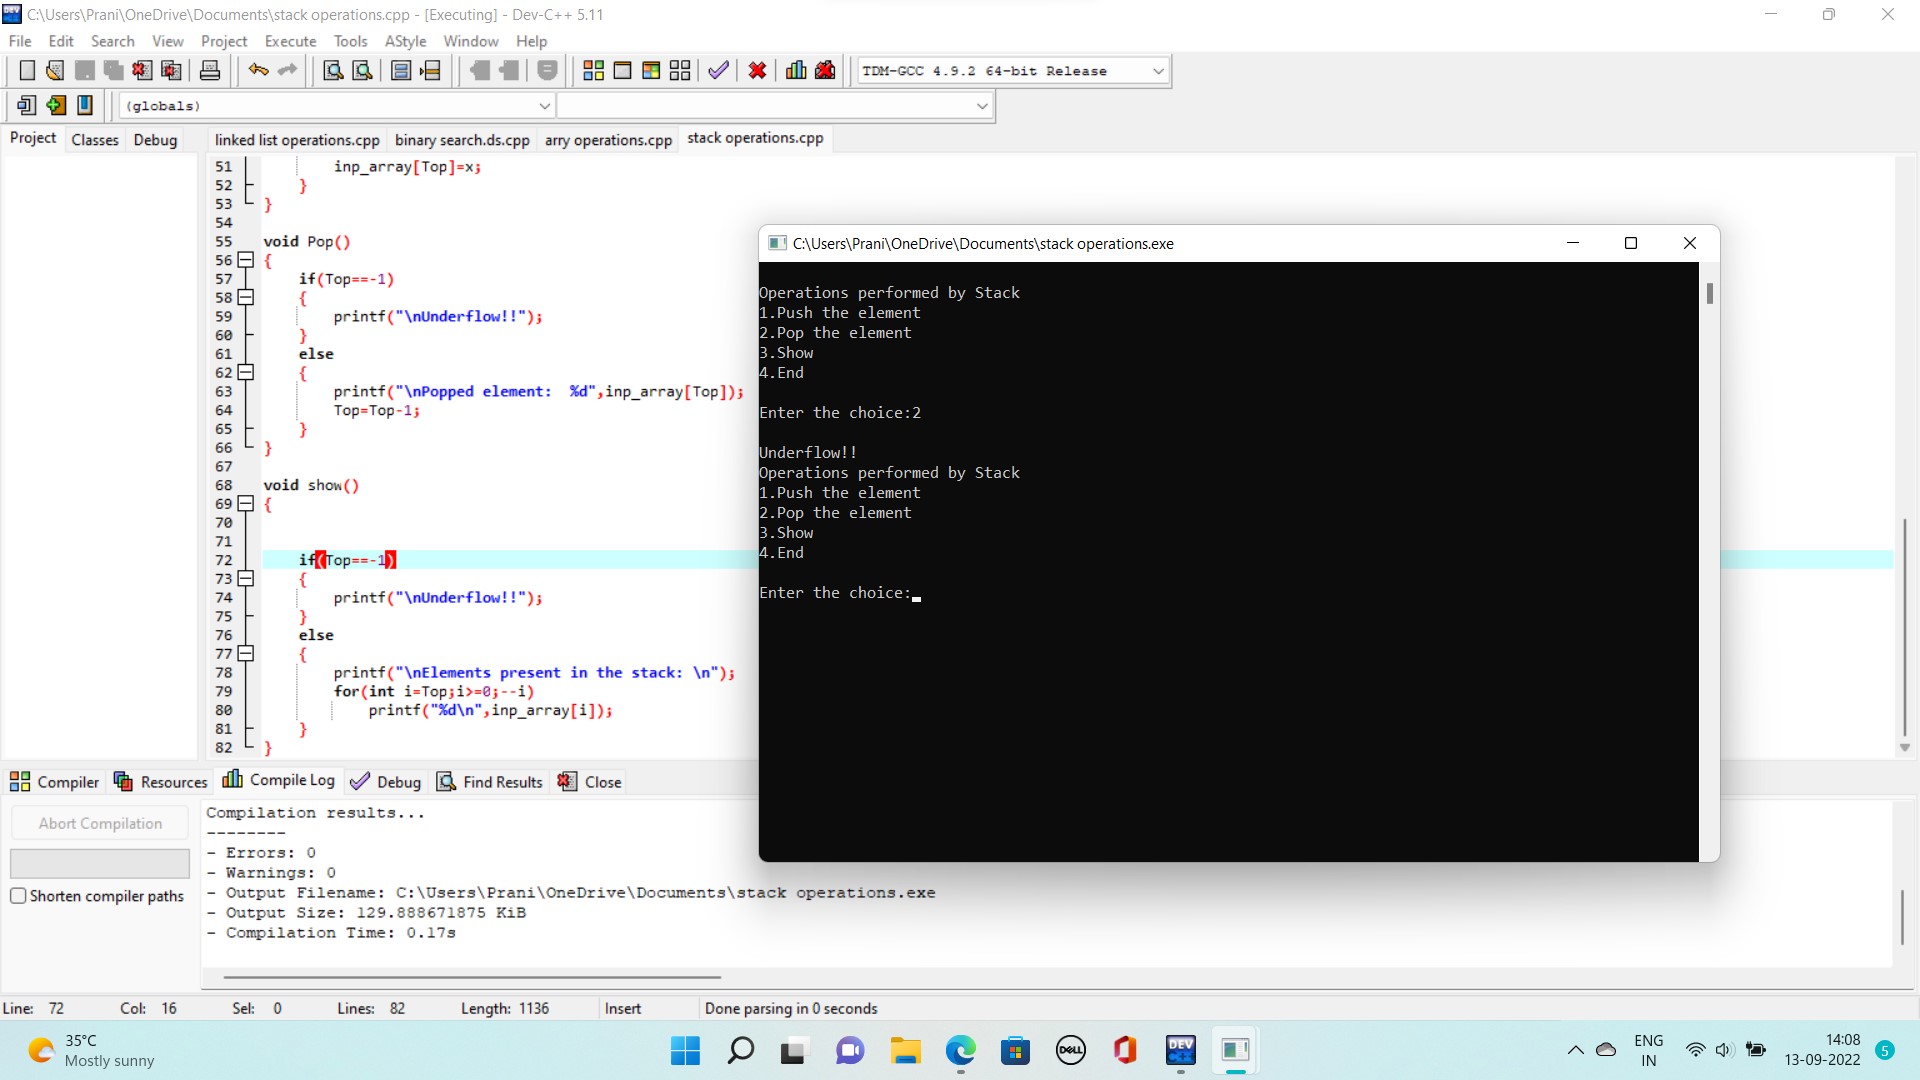 C:\Users\Prani\OneDrive\Documents\stack operations.cpp - [Executing] - Dev-C++ 5.11
File Edit Search View Project Execute Tools AStyle Window Help
TDM-GCC 4.9.2 64-bit Release
(globals)
Project Classes Debug
linked list operations.cpp binary search.ds.cpp arry operations.cpp stack operations.cpp
51 inp_array[Top]=x;
52 }
53 }
54
55 void Pop()
56 {
57 if(Top==-1)
58 {
59 printf("\nUnderflow!!");
60 }
61 else
62 {
63 printf("\nPopped element:  %d",inp_array[Top]);
64 Top=Top-1;
65 }
66 }
67
68 void show()
69 {
70
71
72 if(Top==-1)
73 {
74 printf("\nUnderflow!!");
75 }
76 else
77 {
78 printf("\nElements present in the stack: \n");
79 for(int i=Top;i>=0;--i)
80 printf("%d\n",inp_array[i]);
81 }
82 }
C:\Users\Prani\OneDrive\Documents\stack operations.exe
Operations performed by Stack
1.Push the element
2.Pop the element
3.Show
4.End
Enter the choice:2
Underflow!!
Operations performed by Stack
1.Push the element
2.Pop the element
3.Show
4.End
Enter the choice:
Compiler Resources Compile Log Debug Find Results Close
Abort Compilation
Shorten compiler paths
Compilation results...
--------
- Errors: 0
- Warnings: 0
- Output Filename: C:\Users\Prani\OneDrive\Documents\stack operations.exe
- Output Size: 129.888671875 KiB
- Compilation Time: 0.17s
Line: 72 Col: 16 Sel: 0 Lines: 82 Length: 1136 Insert Done parsing in 0 seconds
35°C
Mostly sunny
DELL
DEV
C++
ENG
IN
14:08
13-09-2022
5